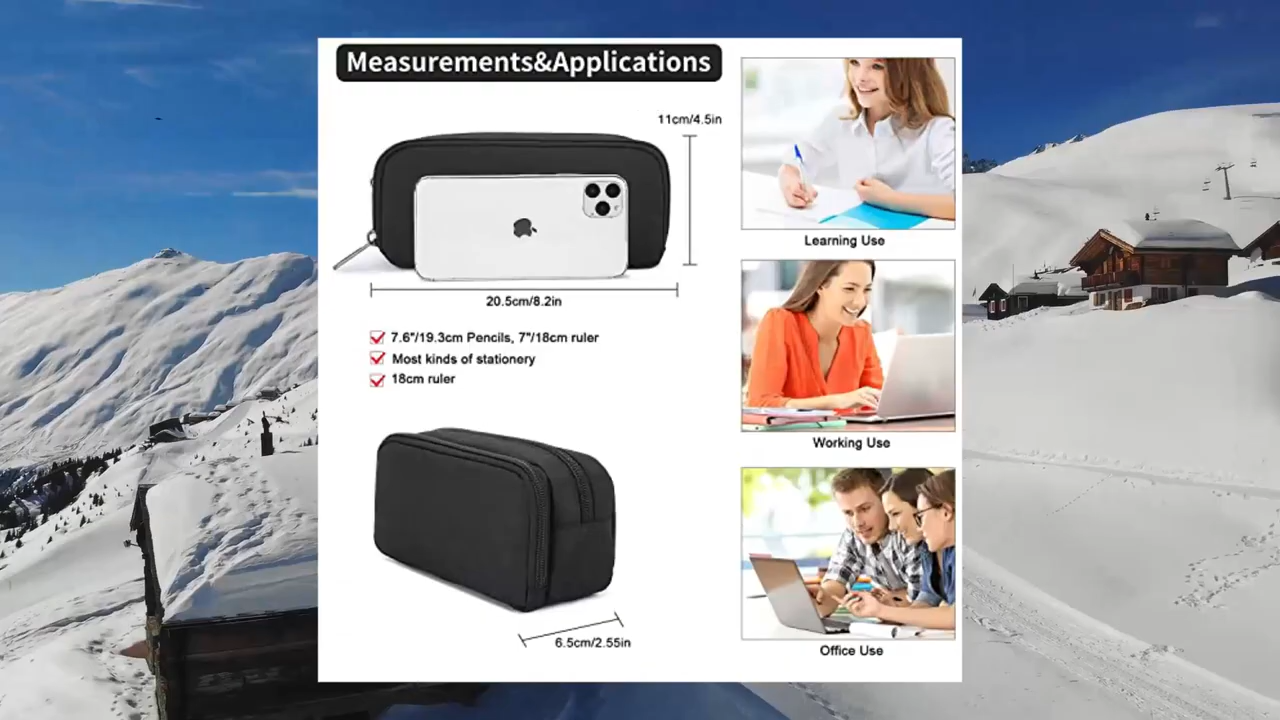 Measurements&Applications
11cm/4.5in
20.5cm/8.2in
7.6"/19.3cm Pencils, 7"/18cm ruler
Most kinds of stationery
18cm ruler
6.5cm/2.55in
Learning Use
Working Use
Office Use